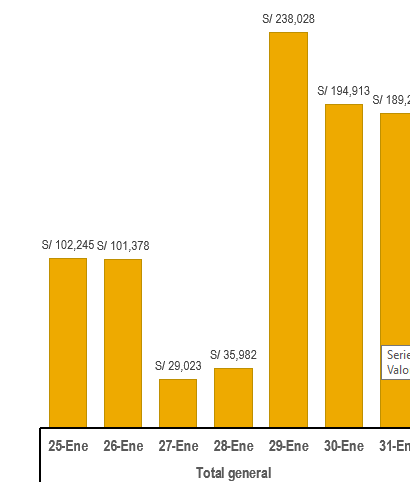 S/ 238,028
S/ 194,913
S/ 102,245 S/ 101,378
S/ 35,982
S/ 29,023
25-Ene 26-Ene 27-Ene 28-Ene 29-Ene 30-Ene
Total general